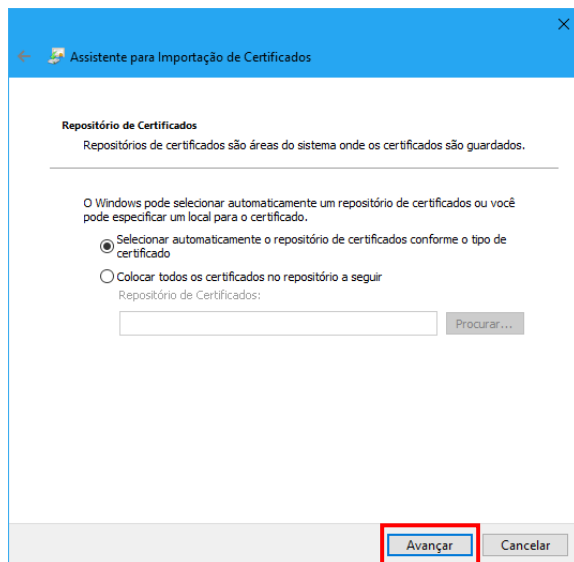 Assistente para Importação de Certificados
Repositório de Certificados
Repositórios de certificados são áreas do sistema onde os certificados são guardados.
O Windows pode selecionar automaticamente um repositório de certificados ou você
pode especificar um local para o certificado.
Selecionar automaticamente o repositório de certificados conforme o tipo de
certificado
Colocar todos os certificados no repositório a seguir
Repositório de Certificados:
Procurar...
Avançar
Cancelar